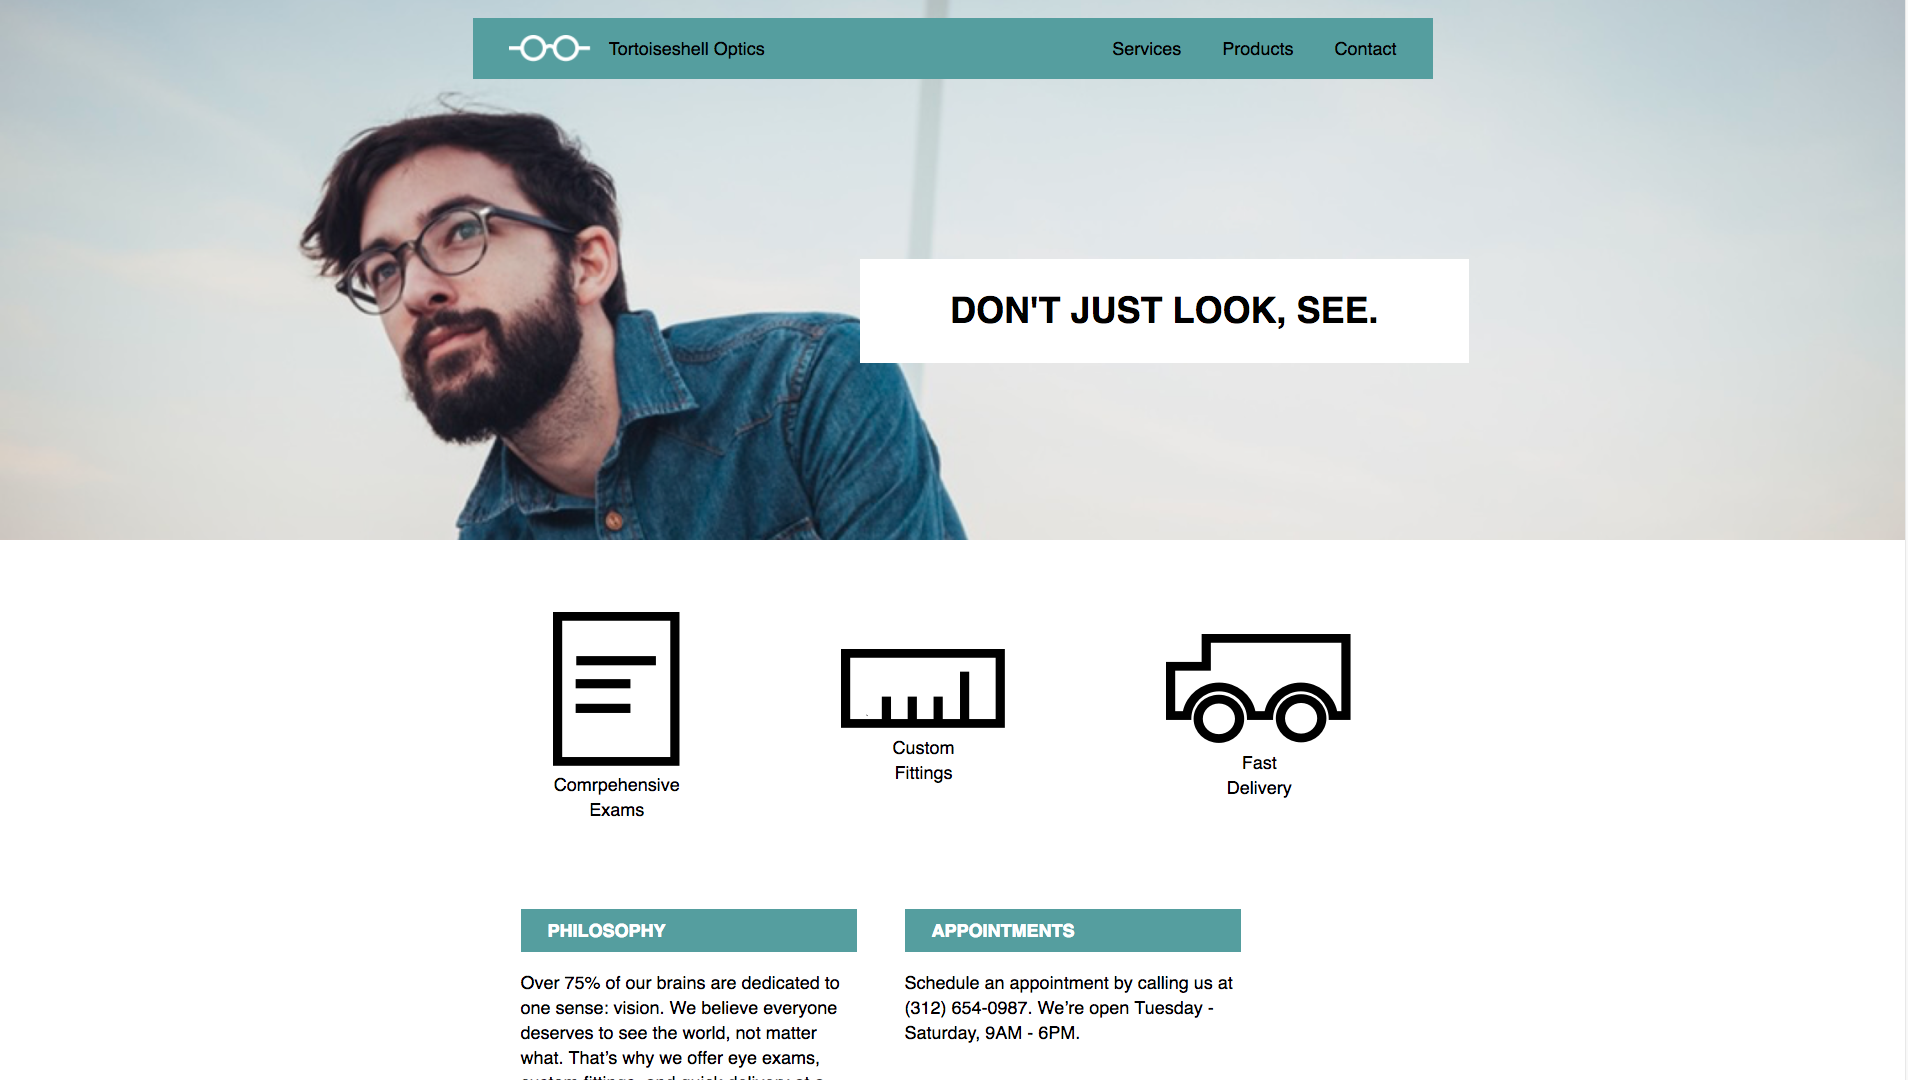 Tortoiseshell Optics
Services
Products
Contact
DON'T JUST LOOK, SEE.
Comrpehensive
Exams
Custom
Fittings
Fast
Delivery
PHILOSOPHY
Over 75% of our brains are dedicated to
one sense: vision. We believe everyone
deserves to see the world, not matter
what. That’s why we offer eye exams,
APPOINTMENTS
Schedule an appointment by calling us at
(312) 654-0987. We’re open Tuesday -
Saturday, 9AM - 6PM.